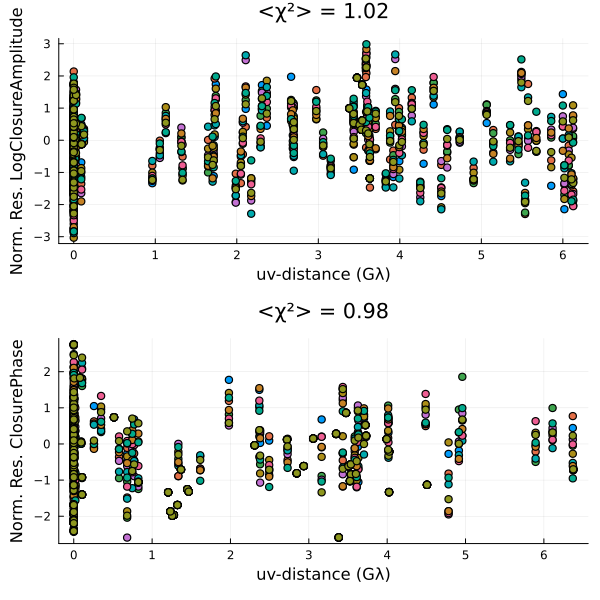 <χ²> = 1.02
Norm. Res. LogClosureAmplitude
3
2
1
0
−1
−2
−3
0 1 2 3 4 5 6
uv-distance (Gλ)
<χ²> = 0.98
Norm. Res. ClosurePhase
2
1
0
−1
−2
0 1 2 3 4 5 6
uv-distance (Gλ)